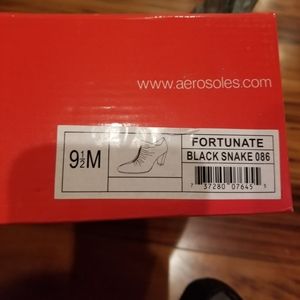 www.aerosoles.com
9½M
FORTUNATE
BLACK SNAKE 086
7 37280 07645 5